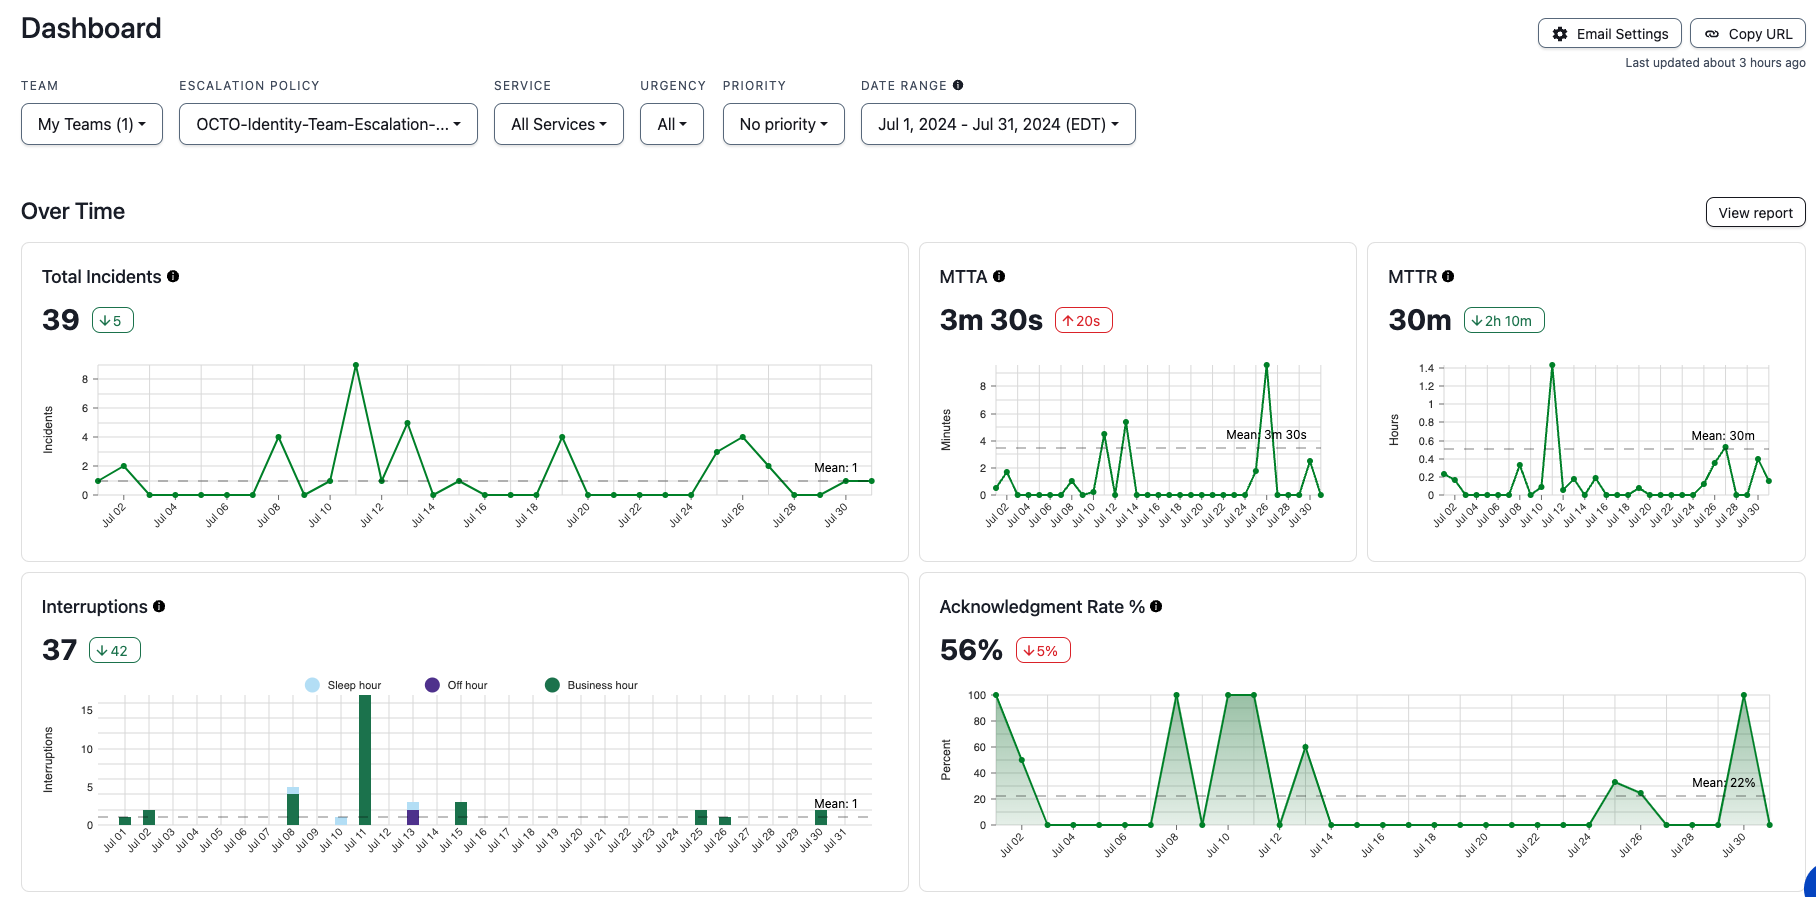 Dashboard
Email Settings
Copy URL
Last updated about 3 hours ago
TEAM
ESCALATION POLICY
SERVICE
URGENCY
PRIORITY
DATE RANGE
My Teams (1)
OCTO-Identity-Team-Escalation-...
All Services
All
No priority
Jul 1, 2024 - Jul 31, 2024 (EDT)
Over Time
View report
Total Incidents
39
5
Incidents
8
6
4
2
0
Mean: 1
Jul 02
Jul 04
Jul 06
Jul 08
Jul 10
Jul 12
Jul 14
Jul 16
Jul 18
Jul 20
Jul 22
Jul 24
Jul 26
Jul 28
Jul 30
MTTA
3m 30s
20s
Minutes
8
6
4
2
0
Mean: 3m 30s
Jul 02
Jul 04
Jul 06
Jul 08
Jul 10
Jul 12
Jul 14
Jul 16
Jul 18
Jul 20
Jul 22
Jul 24
Jul 26
Jul 28
Jul 30
MTTR
30m
2h 10m
Hours
1.4
1.2
1
0.8
0.6
0.4
0.2
0
Mean: 30m
Jul 02
Jul 04
Jul 06
Jul 08
Jul 10
Jul 12
Jul 14
Jul 16
Jul 18
Jul 20
Jul 22
Jul 24
Jul 26
Jul 28
Jul 30
Interruptions
37
42
Sleep hour
Off hour
Business hour
Interruptions
15
10
5
0
Mean: 1
Jul 01
Jul 02
Jul 03
Jul 04
Jul 05
Jul 06
Jul 07
Jul 08
Jul 09
Jul 10
Jul 11
Jul 12
Jul 13
Jul 14
Jul 15
Jul 16
Jul 17
Jul 18
Jul 19
Jul 20
Jul 21
Jul 22
Jul 23
Jul 24
Jul 25
Jul 26
Jul 27
Jul 28
Jul 29
Jul 30
Jul 31
Acknowledgment Rate %
56%
5%
Percent
100
80
60
40
20
0
Mean: 22%
Jul 02
Jul 04
Jul 06
Jul 08
Jul 10
Jul 12
Jul 14
Jul 16
Jul 18
Jul 20
Jul 22
Jul 24
Jul 26
Jul 28
Jul 30